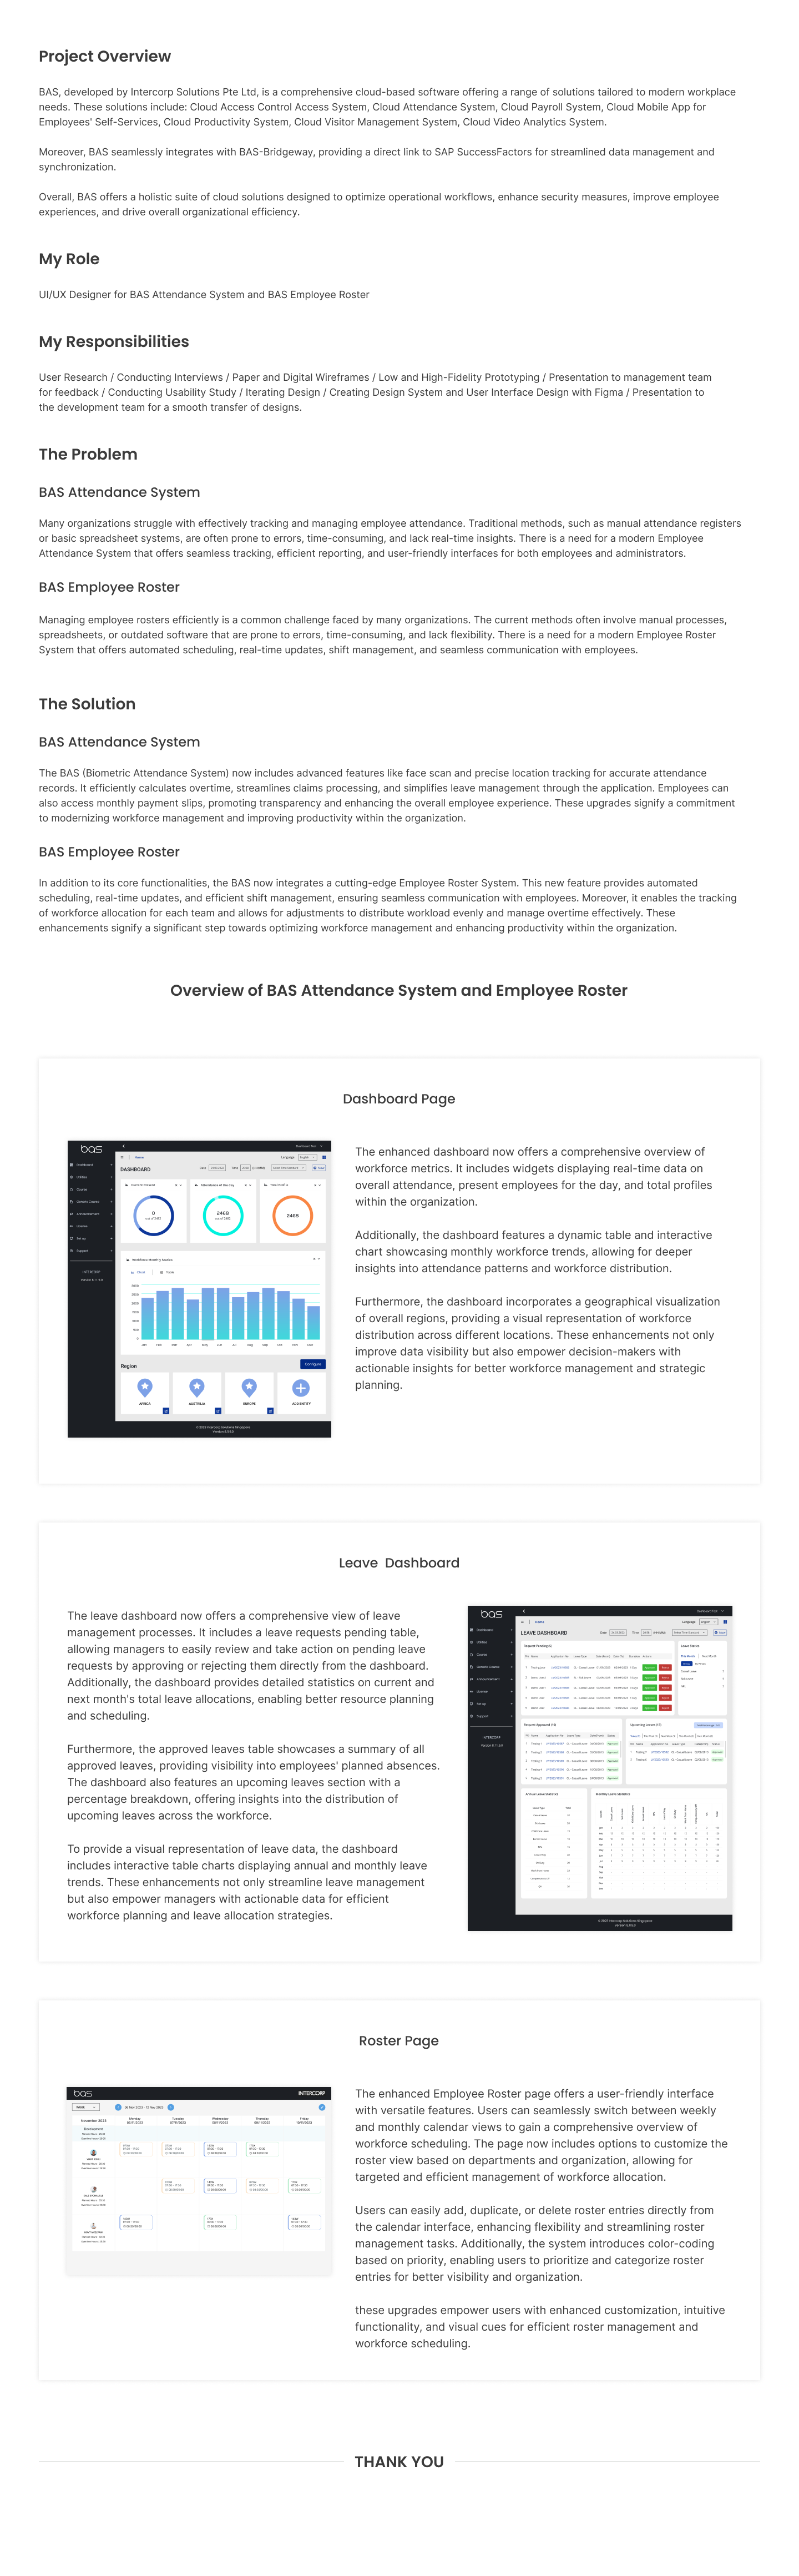 Project Overview
BAS, developed by Intercorp Solutions Pte Ltd, is a comprehensive cloud-based software offering a range of solutions tailored to modern workplace
needs. These solutions include: Cloud Access Control Access System, Cloud Attendance System, Cloud Payroll System, Cloud Mobile App for
Employees' Self-Services, Cloud Productivity System, Cloud Visitor Management System, Cloud Video Analytics System.
Moreover, BAS seamlessly integrates with BAS-Bridgeway, providing a direct link to SAP SuccessFactors for streamlined data management and
synchronization.
Overall, BAS offers a holistic suite of cloud solutions designed to optimize operational workflows, enhance security measures, improve employee
experiences, and drive overall organizational efficiency.
My Role
UI/UX Designer for BAS Attendance System and BAS Employee Roster
My Responsibilities
User Research / Conducting Interviews / Paper and Digital Wireframes / Low and High-Fidelity Prototyping / Presentation to management team
for feedback / Conducting Usability Study / Iterating Design / Creating Design System and User Interface Design with Figma / Presentation to
the development team for a smooth transfer of designs.
The Problem
BAS Attendance System
Many organizations struggle with effectively tracking and managing employee attendance. Traditional methods, such as manual attendance registers
or basic spreadsheet systems, are often prone to errors, time-consuming, and lack real-time insights. There is a need for a modern Employee
Attendance System that offers seamless tracking, efficient reporting, and user-friendly interfaces for both employees and administrators.
BAS Employee Roster
Managing employee rosters efficiently is a common challenge faced by many organizations. The current methods often involve manual processes,
spreadsheets, or outdated software that are prone to errors, time-consuming, and lack flexibility. There is a need for a modern Employee Roster
System that offers automated scheduling, real-time updates, shift management, and seamless communication with employees.
The Solution
BAS Attendance System
The BAS (Biometric Attendance System) now includes advanced features like face scan and precise location tracking for accurate attendance
records. It efficiently calculates overtime, streamlines claims processing, and simplifies leave management through the application. Employees can
also access monthly payment slips, promoting transparency and enhancing the overall employee experience. These upgrades signify a commitment
to modernizing workforce management and improving productivity within the organization.
BAS Employee Roster
In addition to its core functionalities, the BAS now integrates a cutting-edge Employee Roster System. This new feature provides automated
scheduling, real-time updates, and efficient shift management, ensuring seamless communication with employees. Moreover, it enables the tracking
of workforce allocation for each team and allows for adjustments to distribute workload evenly and manage overtime effectively. These
enhancements signify a significant step towards optimizing workforce management and enhancing productivity within the organization.
Overview of BAS Attendance System and Employee Roster
Dashboard Page
bas
Home
DASHBOARD
Current Present
Attendance of the day
Total Profile
0
2468
2468
Workforce Monthly Statics
Chart
Table
Region
Configure
AFRICA
AUSTRALIA
EUROPE
ADD ENTITY
Dashboard
Utilities
Course
Announcement
License
Set up
Support
INTERCORP
The enhanced dashboard now offers a comprehensive overview of
workforce metrics. It includes widgets displaying real-time data on
overall attendance, present employees for the day, and total profiles
within the organization.
Additionally, the dashboard features a dynamic table and interactive
chart showcasing monthly workforce trends, allowing for deeper
insights into attendance patterns and workforce distribution.
Furthermore, the dashboard incorporates a geographical visualization
of overall regions, providing a visual representation of workforce
distribution across different locations. These enhancements not only
improve data visibility but also empower decision-makers with
actionable insights for better workforce management and strategic
planning.
Leave Dashboard
The leave dashboard now offers a comprehensive view of leave
management processes. It includes a leave requests pending table,
allowing managers to easily review and take action on pending leave
requests by approving or rejecting them directly from the dashboard.
Additionally, the dashboard provides detailed statistics on current and
next month's total leave allocations, enabling better resource planning
and scheduling.
Furthermore, the approved leaves table showcases a summary of all
approved leaves, providing visibility into employees' planned absences.
The dashboard also features an upcoming leaves section with a
percentage breakdown, offering insights into the distribution of
upcoming leaves across the workforce.
To provide a visual representation of leave data, the dashboard
includes interactive table charts displaying annual and monthly leave
trends. These enhancements not only streamline leave management
but also empower managers with actionable data for efficient
workforce planning and leave allocation strategies.
bas
Home
LEAVE DASHBOARD
Annual Leave Statistics
Monthly Leave Statistics
INTERCORP
Roster Page
bas
INTERCORP
Week
November 2023
Monday
Tuesday
Wednesday
Thursday
Friday
The enhanced Employee Roster page offers a user-friendly interface
with versatile features. Users can seamlessly switch between weekly
and monthly calendar views to gain a comprehensive overview of
workforce scheduling. The page now includes options to customize the
roster view based on departments and organization, allowing for
targeted and efficient management of workforce allocation.
Users can easily add, duplicate, or delete roster entries directly from
the calendar interface, enhancing flexibility and streamlining roster
management tasks. Additionally, the system introduces color-coding
based on priority, enabling users to prioritize and categorize roster
entries for better visibility and organization.
these upgrades empower users with enhanced customization, intuitive
functionality, and visual cues for efficient roster management and
workforce scheduling.
THANK YOU